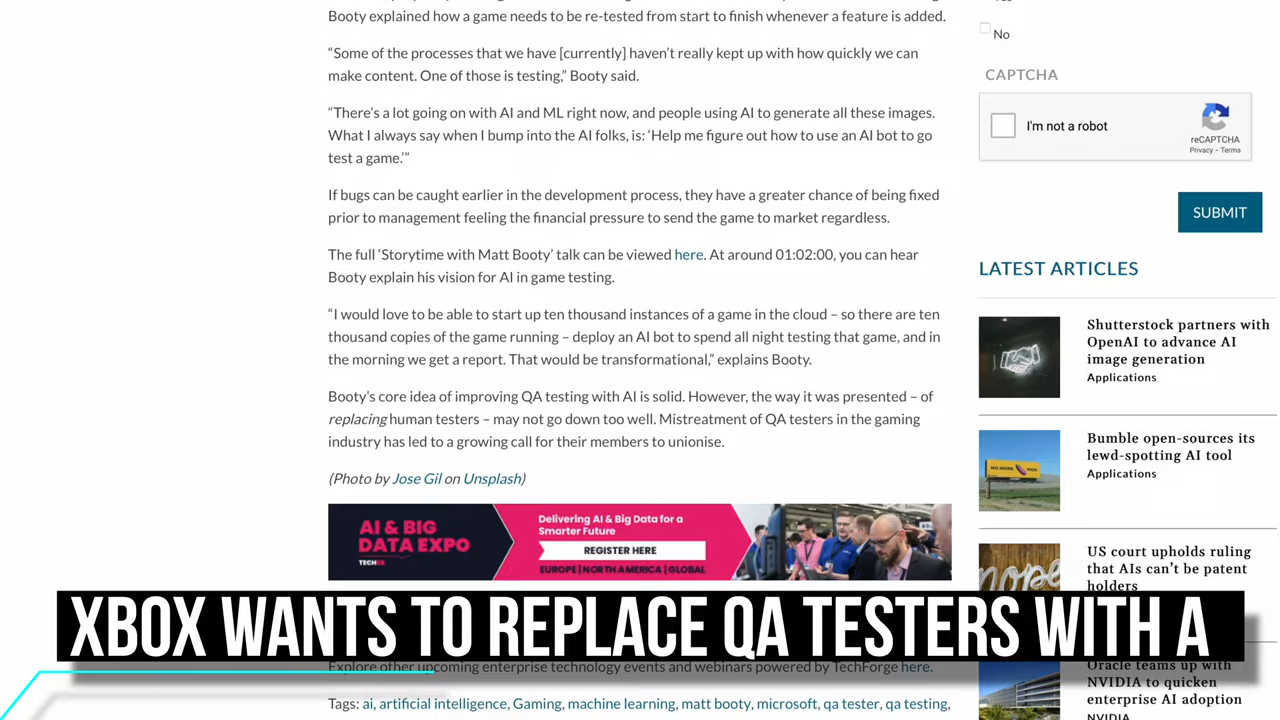 Booty explained how a game needs to be re-tested from start to finish whenever a feature is added.
“Some of the processes that we have [currently] haven’t really kept up with how quickly we can
make content. One of those is testing,” Booty said.
“There’s a lot going on with AI and ML right now, and people using AI to generate all these images.
What I always say when I bump into the AI folks, is: ‘Help me figure out how to use an AI bot to go
test a game.’”
If bugs can be caught earlier in the development process, they have a greater chance of being fixed
prior to management feeling the financial pressure to send the game to market regardless.
The full ‘Storytime with Matt Booty’ talk can be viewed here. At around 01:02:00, you can hear
Booty explain his vision for AI in game testing.
“I would love to be able to start up ten thousand instances of a game in the cloud – so there are ten
thousand copies of the game running – deploy an AI bot to spend all night testing that game, and in
the morning we get a report. That would be transformational,” explains Booty.
Booty’s core idea of improving QA testing with AI is solid. However, the way it was presented – of
replacing human testers – may not go down too well. Mistreatment of QA testers in the gaming
industry has led to a growing call for their members to unionise.
(Photo by Jose Gil on Unsplash)
AI & BIG
DATA EXPO
TECHEX
Delivering AI & Big Data for a
Smarter Future
REGISTER HERE
EUROPE | NORTH AMERICA | GLOBAL
XBOX WANTS TO REPLACE QA TESTERS WITH A
Explore other upcoming enterprise technology events and webinars powered by TechForge here.
Tags: ai, artificial intelligence, Gaming, machine learning, matt booty, microsoft, qa tester, qa testing,
No
CAPTCHA
I'm not a robot
reCAPTCHA
Privacy - Terms
SUBMIT
LATEST ARTICLES
Shutterstock partners with
OpenAI to advance AI
image generation
Applications
Bumble open-sources its
lewd-spotting AI tool
Applications
US court upholds ruling
that AIs can’t be patent
holders
Oracle teams up with
NVIDIA to quicken
enterprise AI adoption
NVIDIA